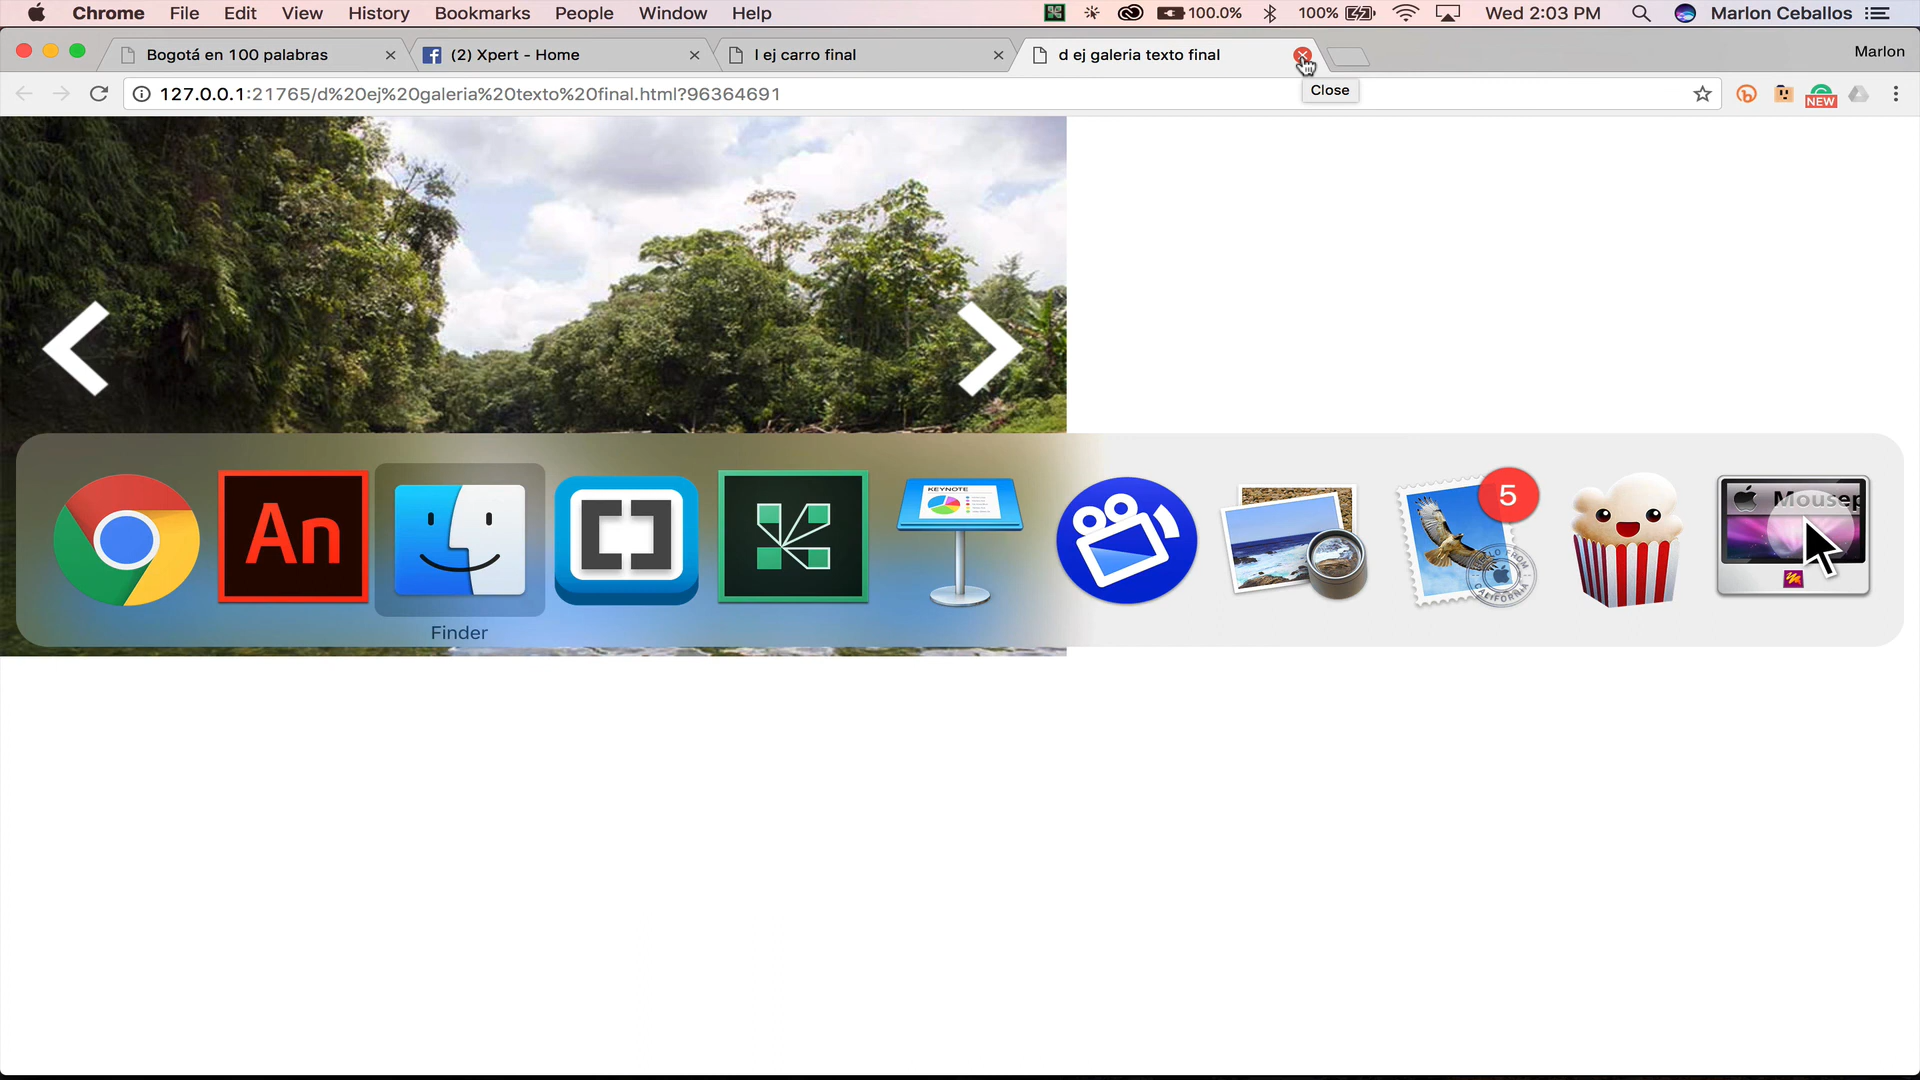 Chrome File Edit View History Bookmarks People Window Help 100.0% 100% Wed 2:03 PM Marlon Ceballos
Bogotá en 100 palabras (2) Xpert - Home l ej carro final d ej galeria texto final Marlon
127.0.0.1:21765/d%20ej%20galeria%20texto%20final.html?96364691
NEW
Close
An
KEYNOTE
5
Mousep
CALIFORNIA
Finder